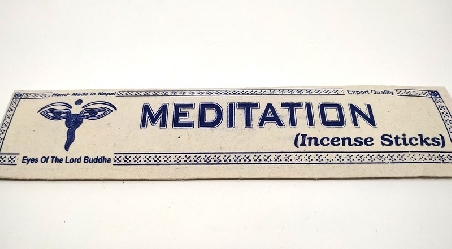 Hand Made In Nepal
Export Quality
MEDITATION
(Incense Sticks)
Eyes Of The Lord Buddha